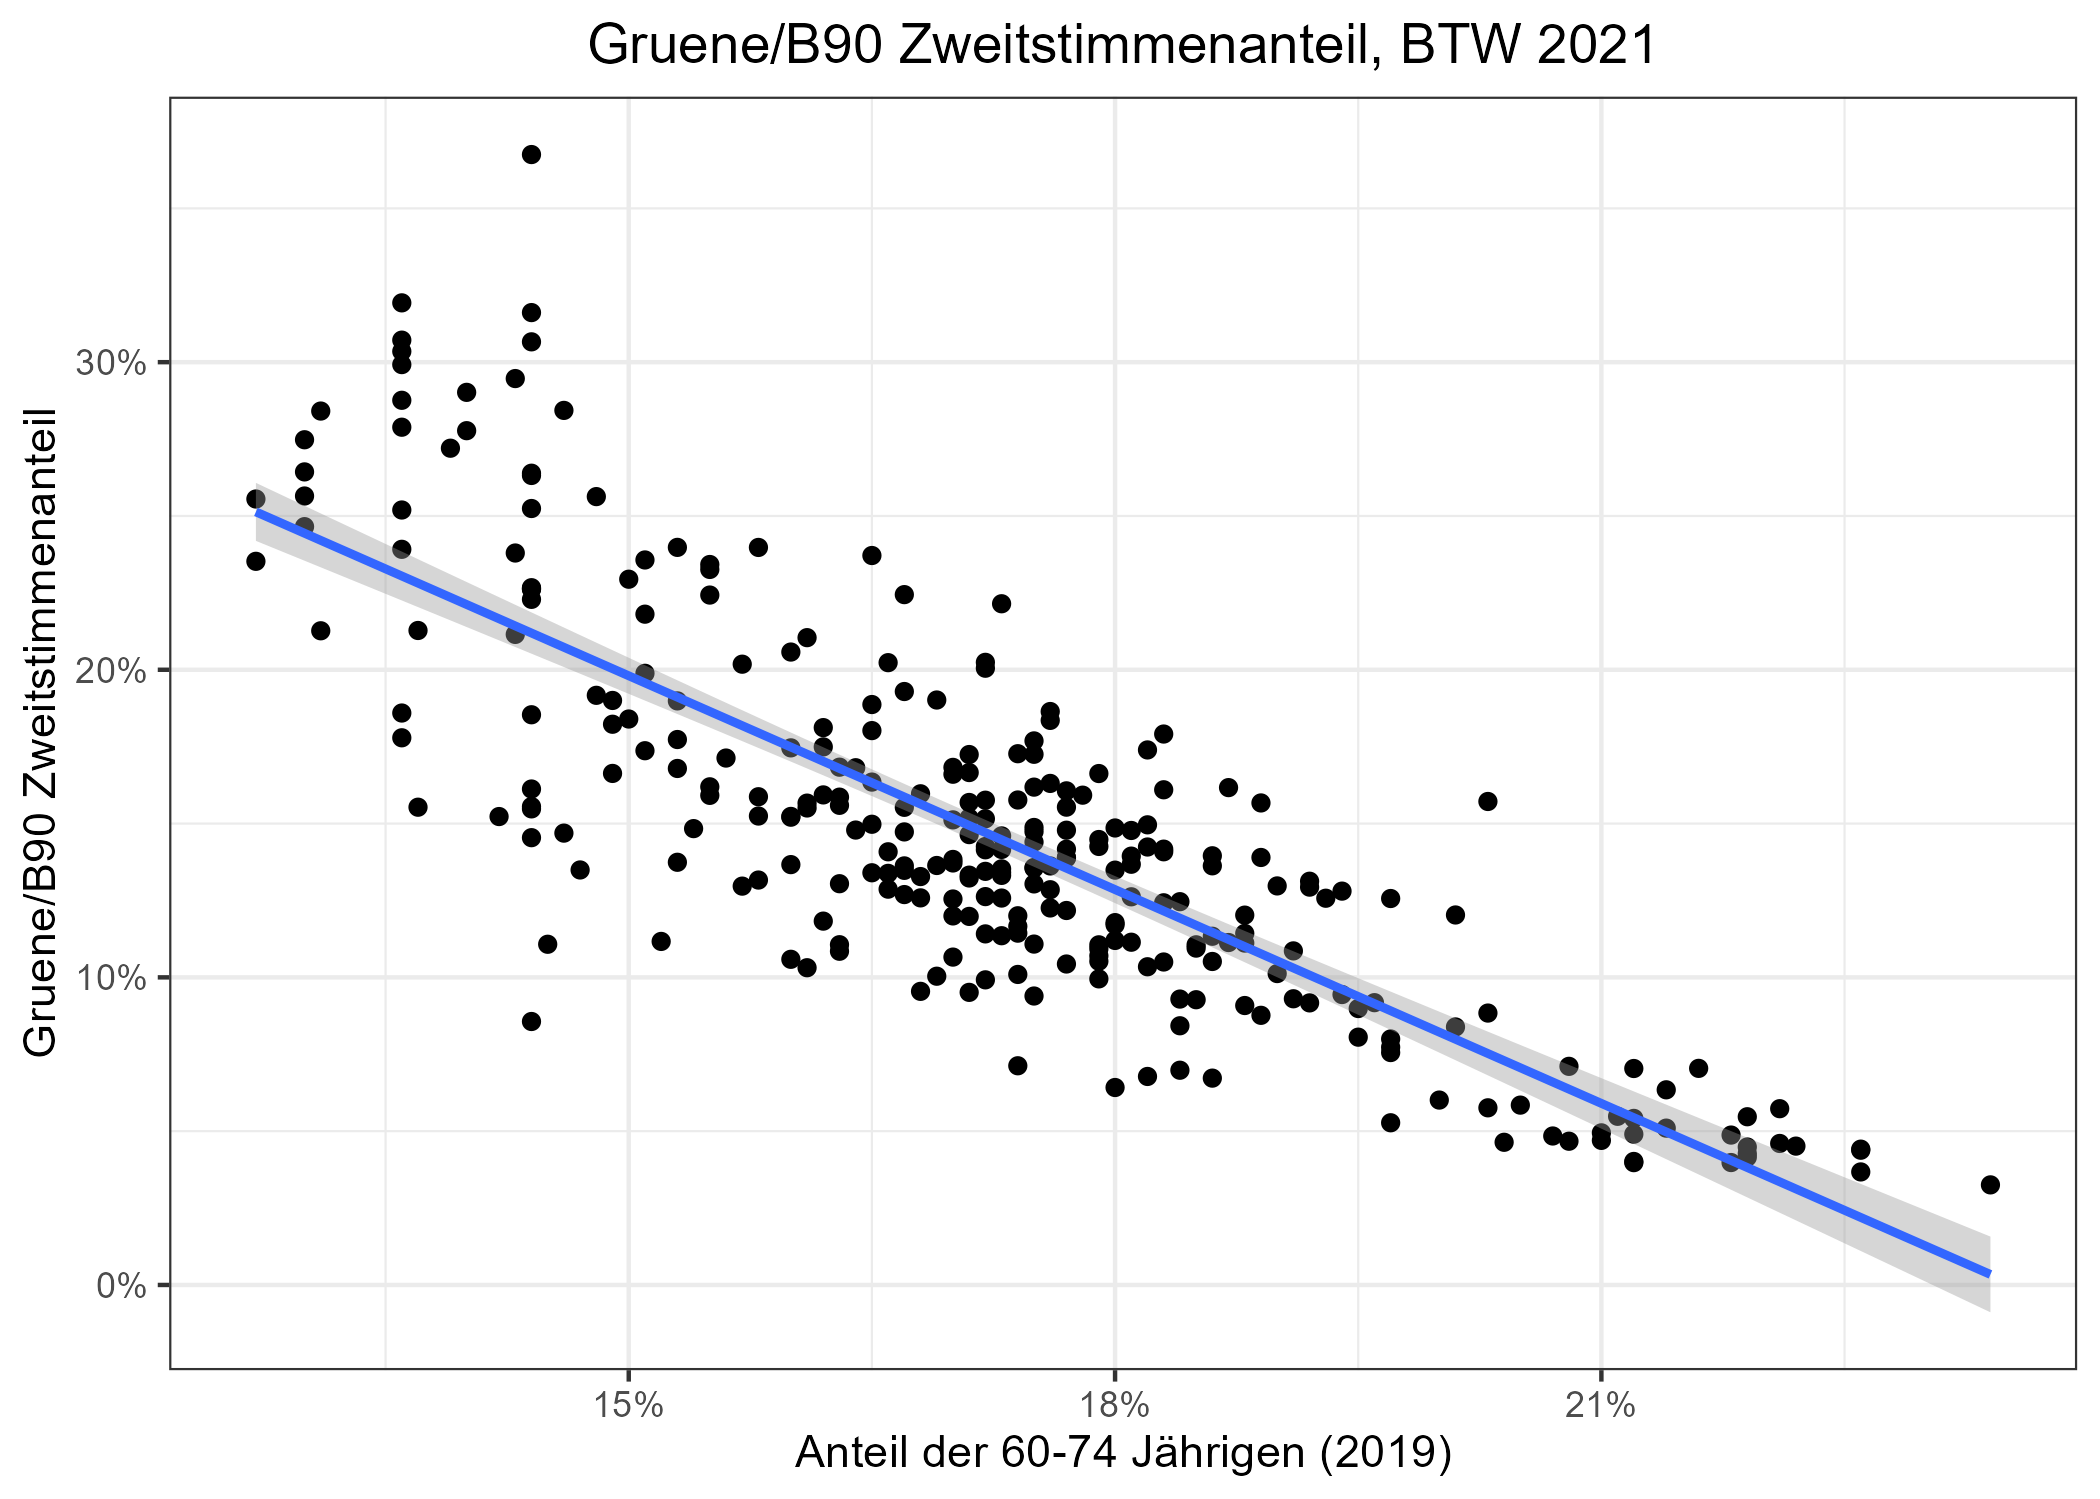 Gruene/B90 Zweitstimmenanteil, BTW 2021
Gruene/B90 Zweitstimmenanteil
30%
20%
10%
0%
15%
18%
21%
Anteil der 60-74 Jährigen (2019)